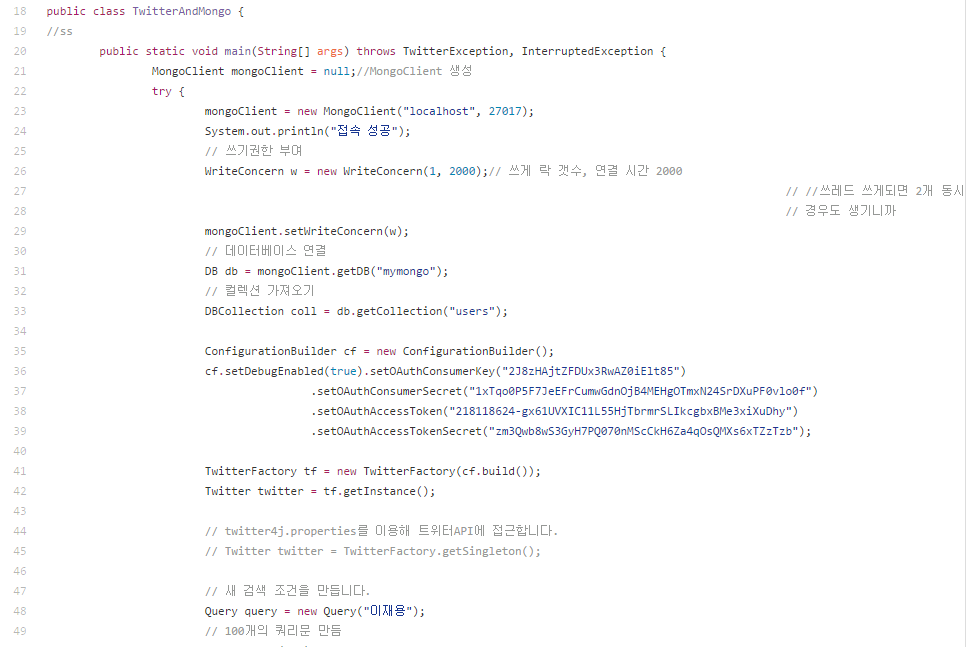 18 public class TwitterAndMongo {
19 //ss
20 public static void main(String[] args) throws TwitterException, InterruptedException {
21 MongoClient mongoClient = null;//MongoClient 생성
22 try {
23 mongoClient = new MongoClient("localhost", 27017);
24 System.out.println("접속 성공");
25 // 쓰기권한 부여
26 WriteConcern w = new WriteConcern(1, 2000);// 쓰게 락 갯수, 연결 시간 2000
27 // //쓰레드 쓰게되면 2개 동시
28 // 경우도 생기니까
29 mongoClient.setWriteConcern(w);
30 // 데이터베이스 연결
31 DB db = mongoClient.getDB("mymongo");
32 // 컬렉션 가져오기
33 DBCollection coll = db.getCollection("users");
34
35 ConfigurationBuilder cf = new ConfigurationBuilder();
36 cf.setDebugEnabled(true).setOAuthConsumerKey("2J8zHAjtZFDUx3RwAZ0iElt85")
37 .setOAuthConsumerSecret("1xTqo0P5F7JeEFrCumwGdnOjB4MEHgOTmxN24SrDXuPF0vlo0f")
38 .setOAuthAccessToken("218118624-gx61UVXIC11L55HjTbrmrSLIkcgbxBMe3xiXuDhy")
39 .setOAuthAccessTokenSecret("zm3Qwb8wS3GyH7PQ070nMScCkH6Za4qOsQMXs6xTZzTzb");
40
41 TwitterFactory tf = new TwitterFactory(cf.build());
42 Twitter twitter = tf.getInstance();
43
44 // twitter4j.properties를 이용해 트위터API에 접근합니다.
45 // Twitter twitter = TwitterFactory.getSingleton();
46
47 // 새 검색 조건을 만듭니다.
48 Query query = new Query("이재용");
49 // 100개의 쿼리문 만듬